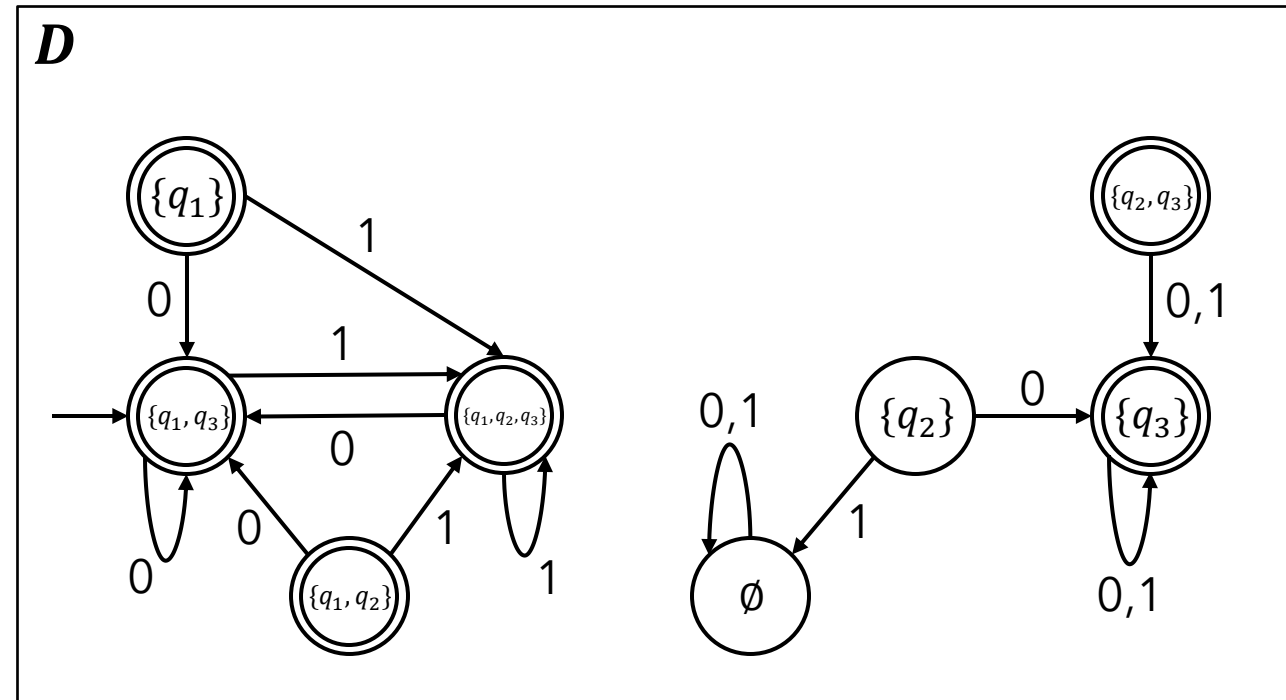 D
{q₁}
{q₂, q₃}
1
0
0,1
1
{q₁, q₃}
{q₁, q₂, q₃}
0,1
{q₂}
0
{q₃}
0
0
1
1
0
1
0,1
{q₁, q₂}
∅